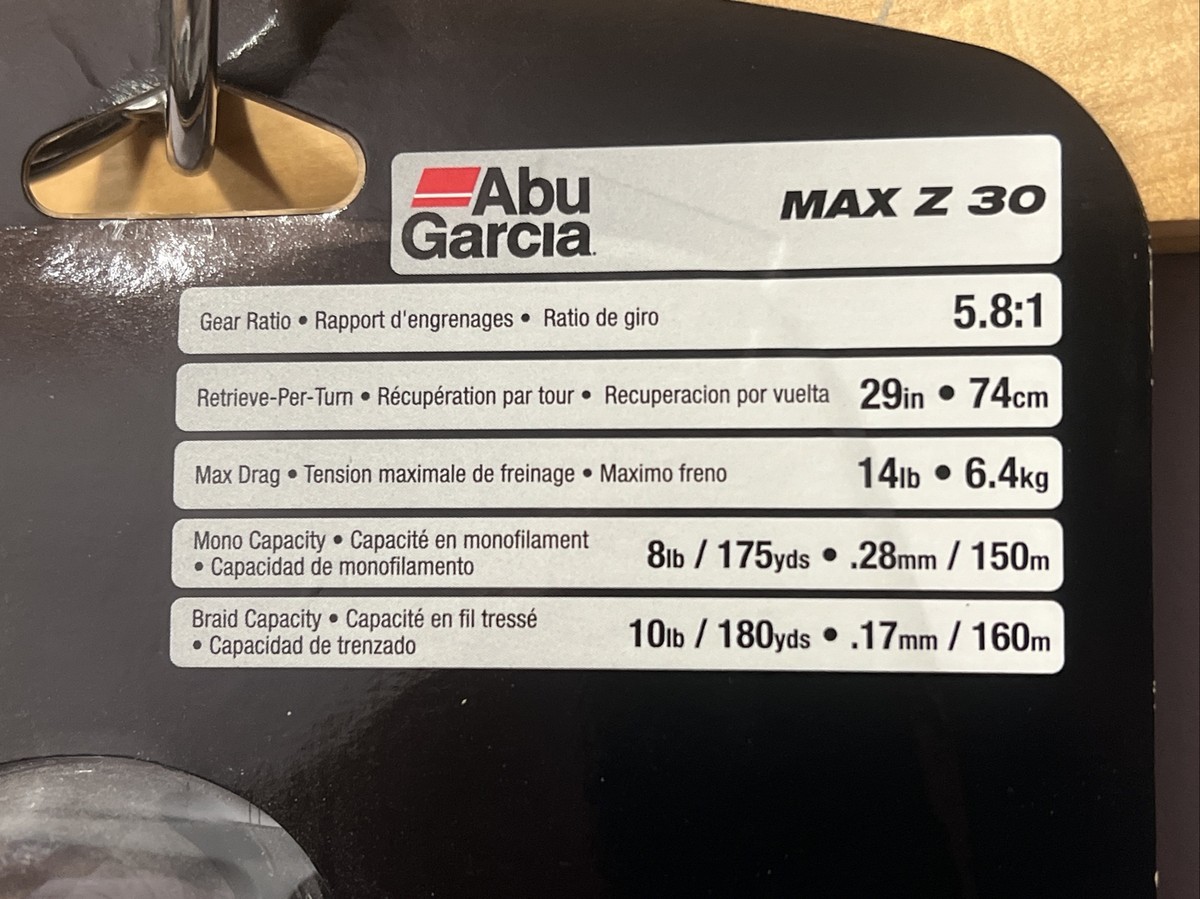 Abu
Garcia.
MAX Z 30
Gear Ratio • Rapport d'engrenages • Ratio de giro 5.8:1
Retrieve-Per-Turn • Récupération par tour • Recuperacion por vuelta 29in • 74cm
Max Drag • Tension maximale de freinage • Maximo freno 14lb • 6.4kg
Mono Capacity • Capacité en monofilament
• Capacidad de monofilamento
8lb / 175yds • .28mm / 150m
Braid Capacity • Capacité en fil tressé
• Capacidad de trenzado
10lb / 180yds • .17mm / 160m